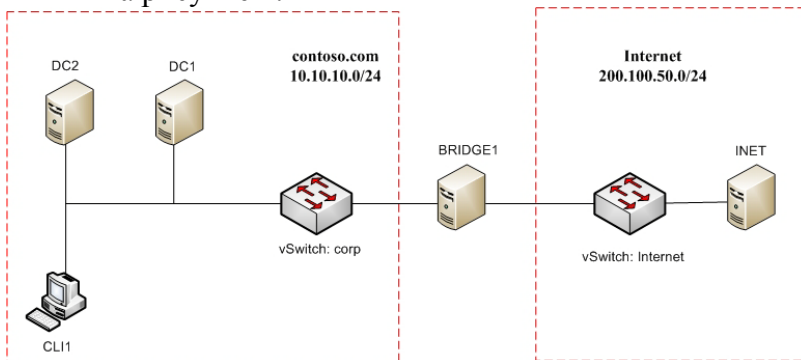 contoso.com
10.10.10.0/24
Internet
200.100.50.0/24
DC2
DC1
BRIDGE1
INET
vSwitch: corp
vSwitch: Internet
CLI1